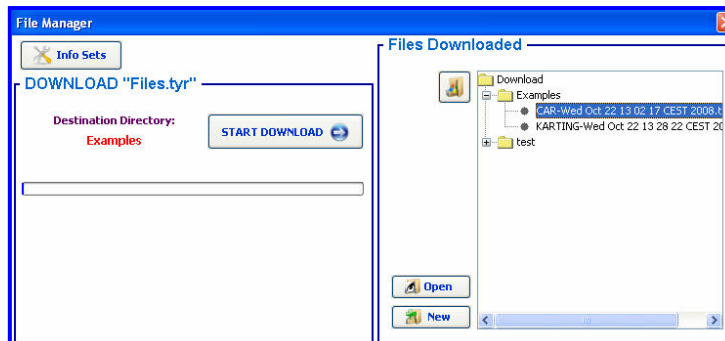 File Manager
Info Sets
DOWNLOAD "Files.tyr"
Destination Directory:
Examples
START DOWNLOAD
Files Downloaded
Download
Examples
CAR-Wed Oct 22 13 02 17 CEST 2008.t
KARTING-Wed Oct 22 13 28 22 CEST 20
test
Open
New